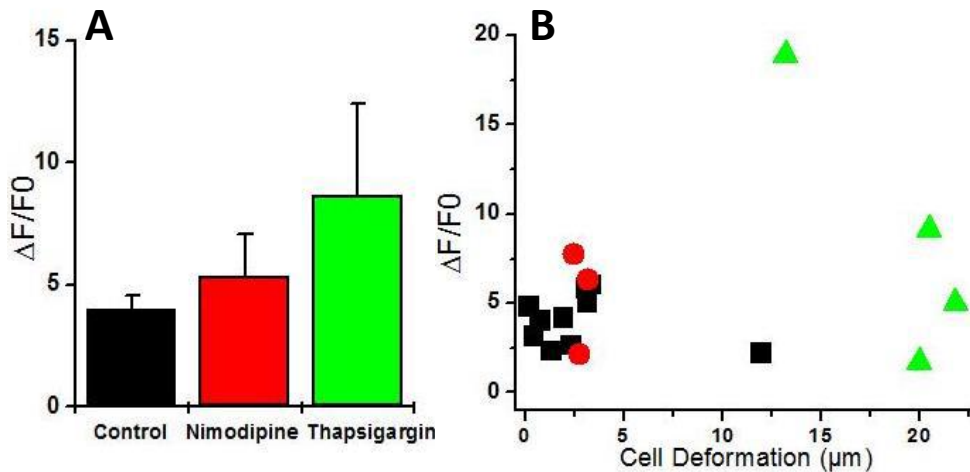 A
15
10
5
0
ΔF/F0
Control Nimodipine Thapsigargin
B
20
15
10
5
0
ΔF/F0
0 5 10 15 20
Cell Deformation (µm)